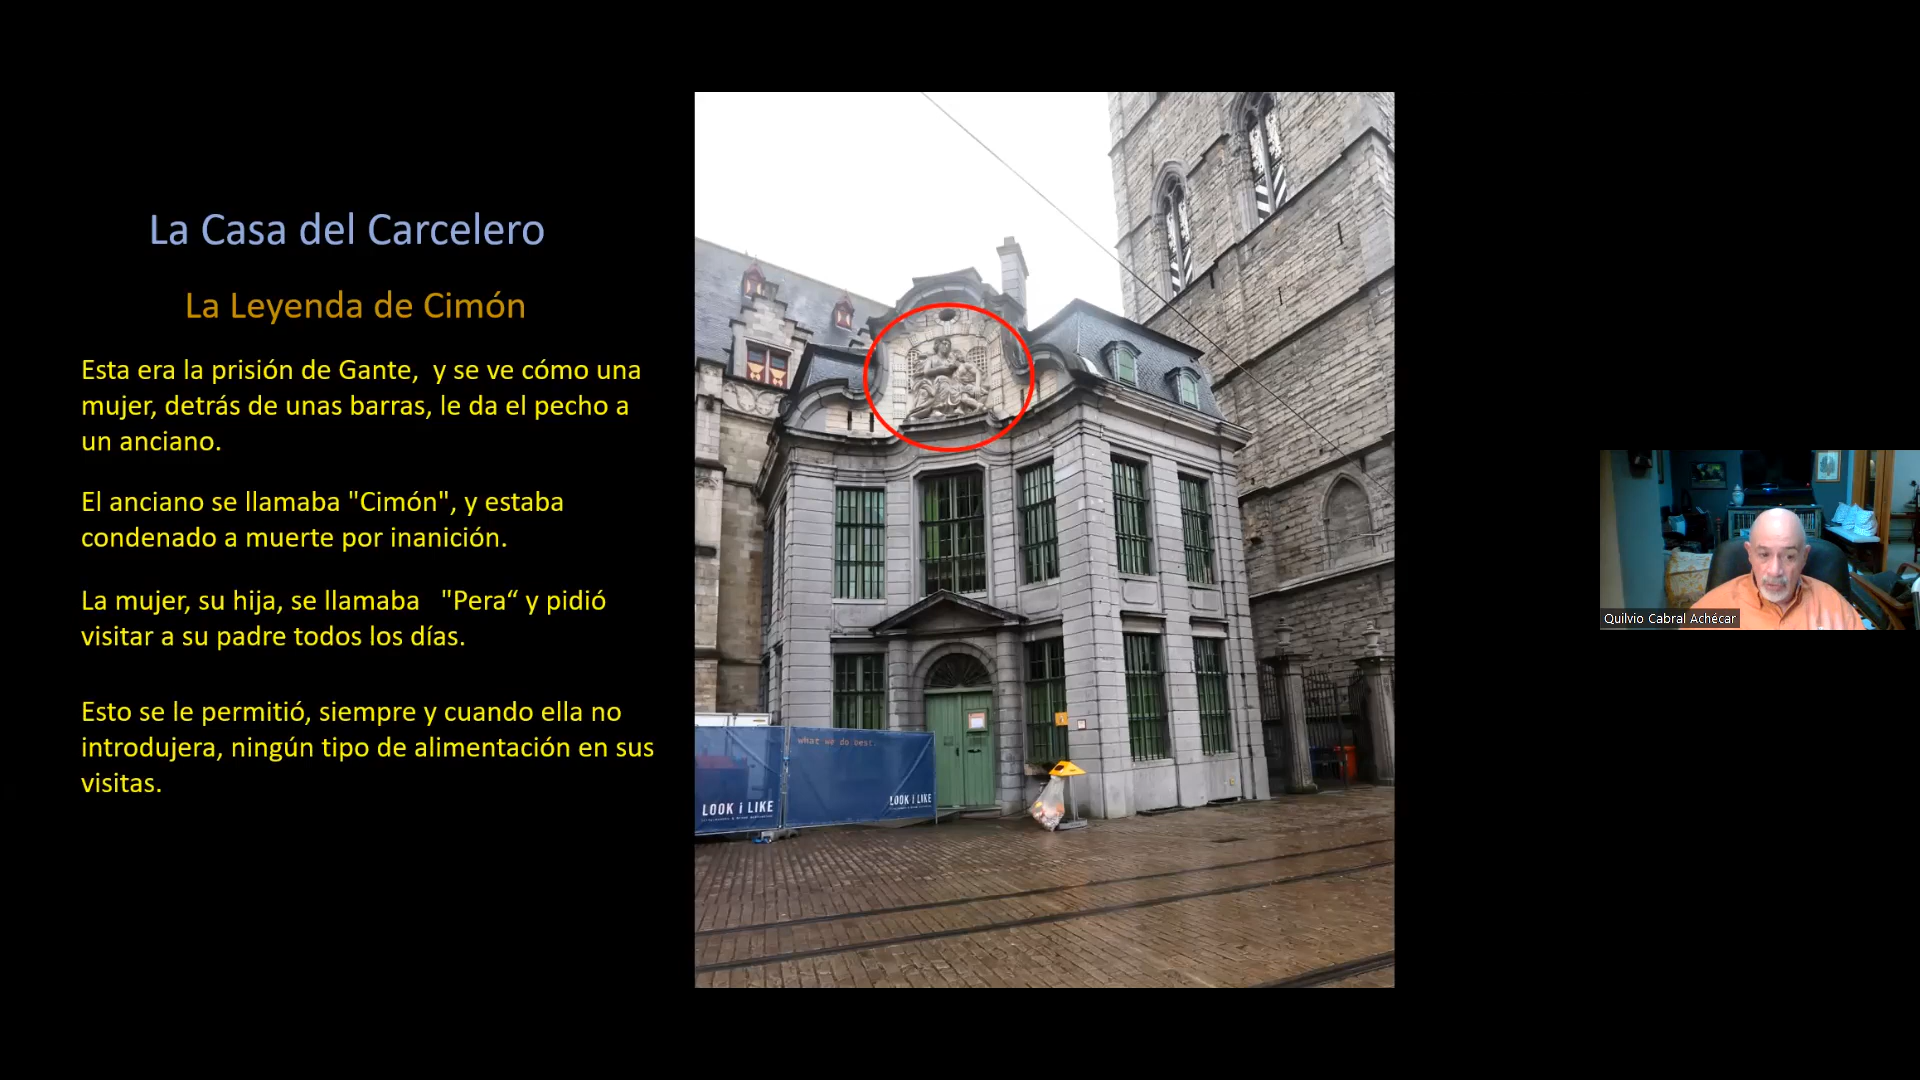 La Casa del Carcelero
La Leyenda de Cimón
Esta era la prisión de Gante,  y se ve cómo una
mujer, detrás de unas barras, le da el pecho a
un anciano.
El anciano se llamaba "Cimón", y estaba
condenado a muerte por inanición.
La mujer, su hija, se llamaba   "Pera“ y pidió
visitar a su padre todos los días.
Esto se le permitió, siempre y cuando ella no
introdujera, ningún tipo de alimentación en sus
visitas.
what we do best.
LOOK i LIKE
LOOK i LIKE
Quilvio Cabral Achécar